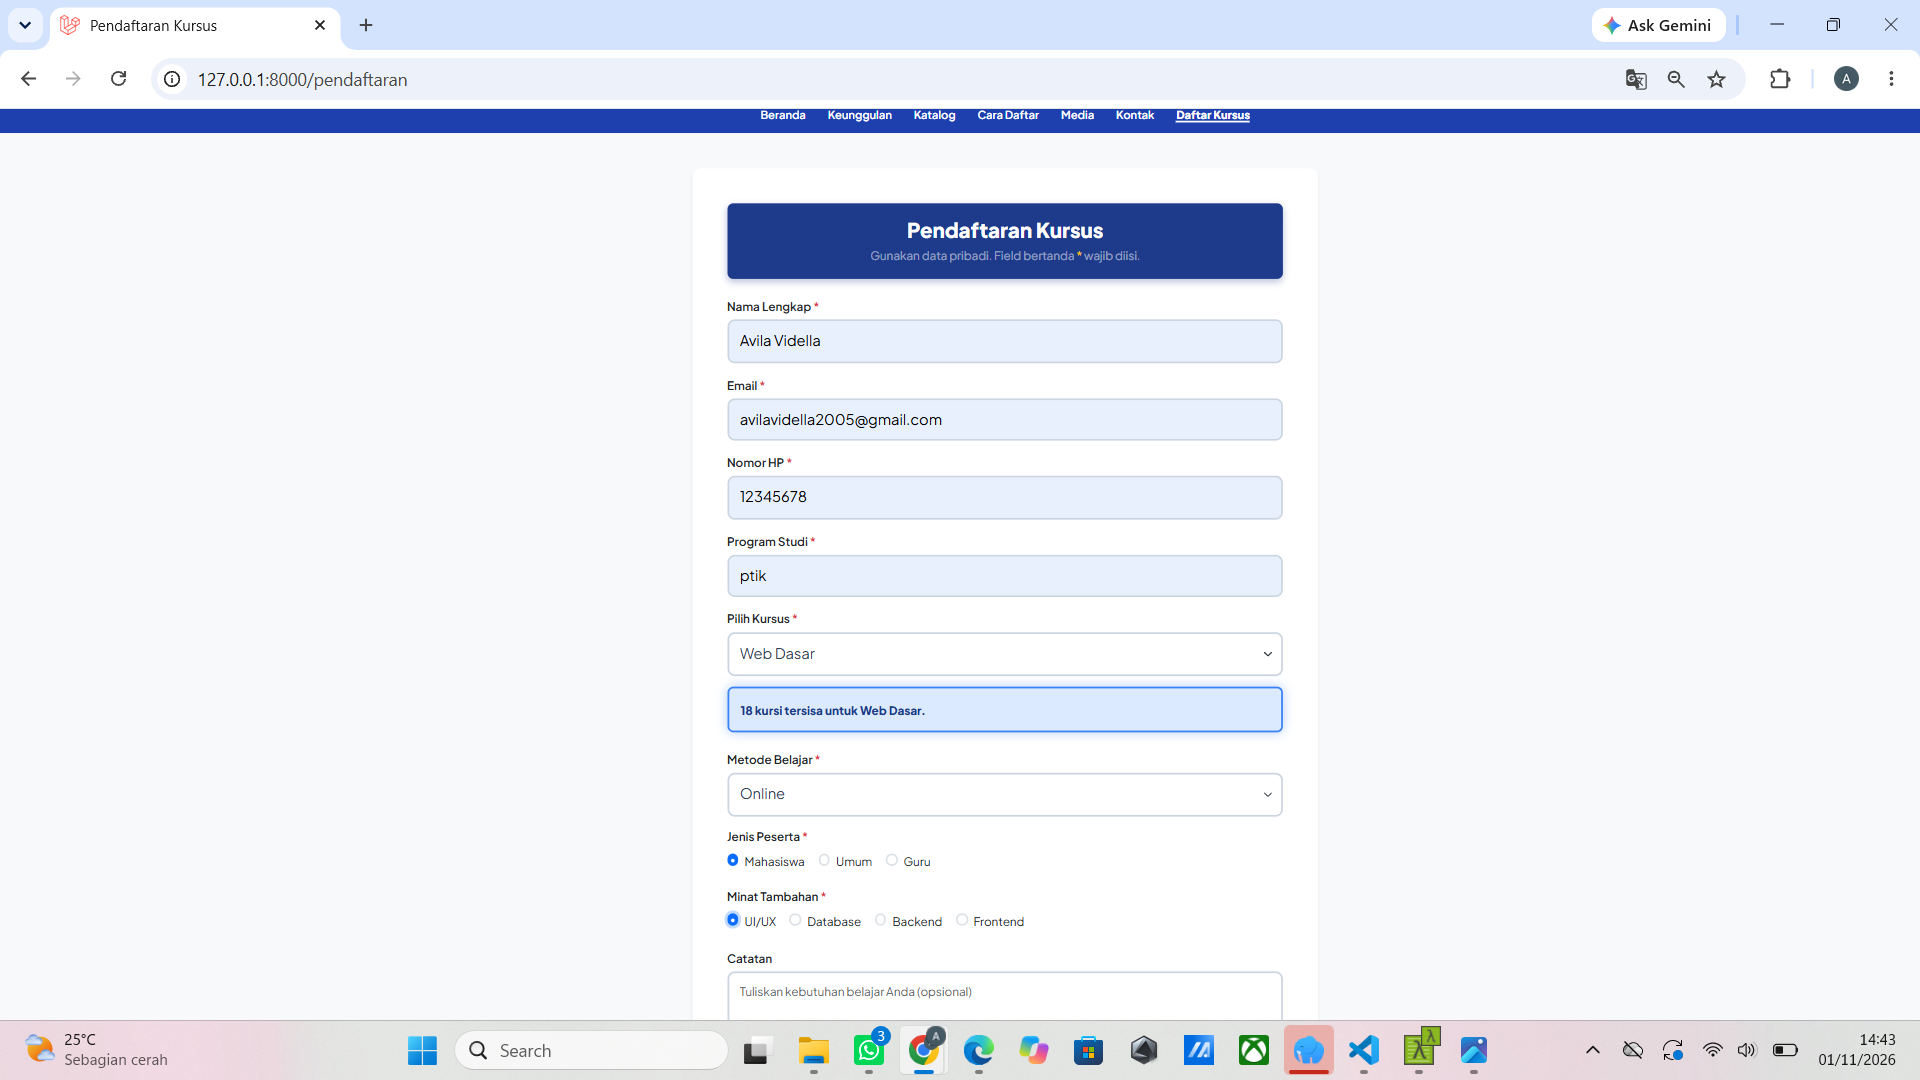 Pendaftaran Kursus
Ask Gemini
127.0.0.1:8000/pendaftaran
A
Beranda Keunggulan Katalog Cara Daftar Media Kontak Daftar Kursus
Pendaftaran Kursus
Gunakan data pribadi. Field bertanda * wajib diisi.
Nama Lengkap *
Avila Vidella
Email *
avilavidella2005@gmail.com
Nomor HP *
12345678
Program Studi *
ptik
Pilih Kursus *
Web Dasar
18 kursi tersisa untuk Web Dasar.
Metode Belajar *
Online
Jenis Peserta *
Mahasiswa Umum Guru
Minat Tambahan *
UI/UX Database Backend Frontend
Catatan
Tuliskan kebutuhan belajar Anda (opsional)
25°C
Sebagian cerah
Search
3
A
14:43
01/11/2026